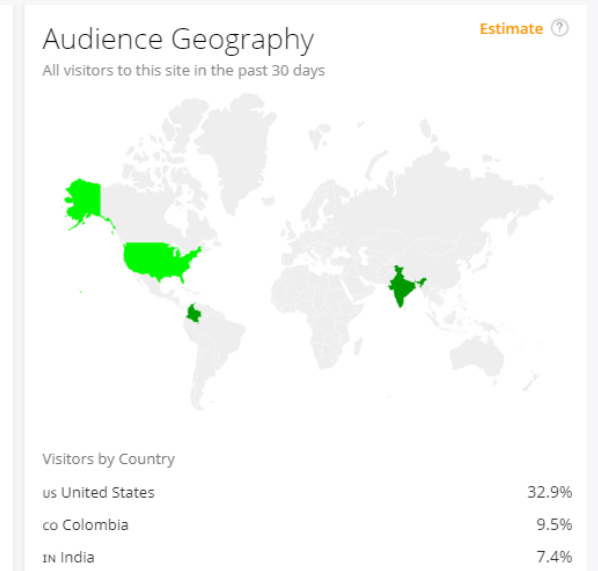 Audience Geography
Estimate ?
All visitors to this site in the past 30 days
Visitors by Country
US United States 32.9%
CO Colombia 9.5%
IN India 7.4%